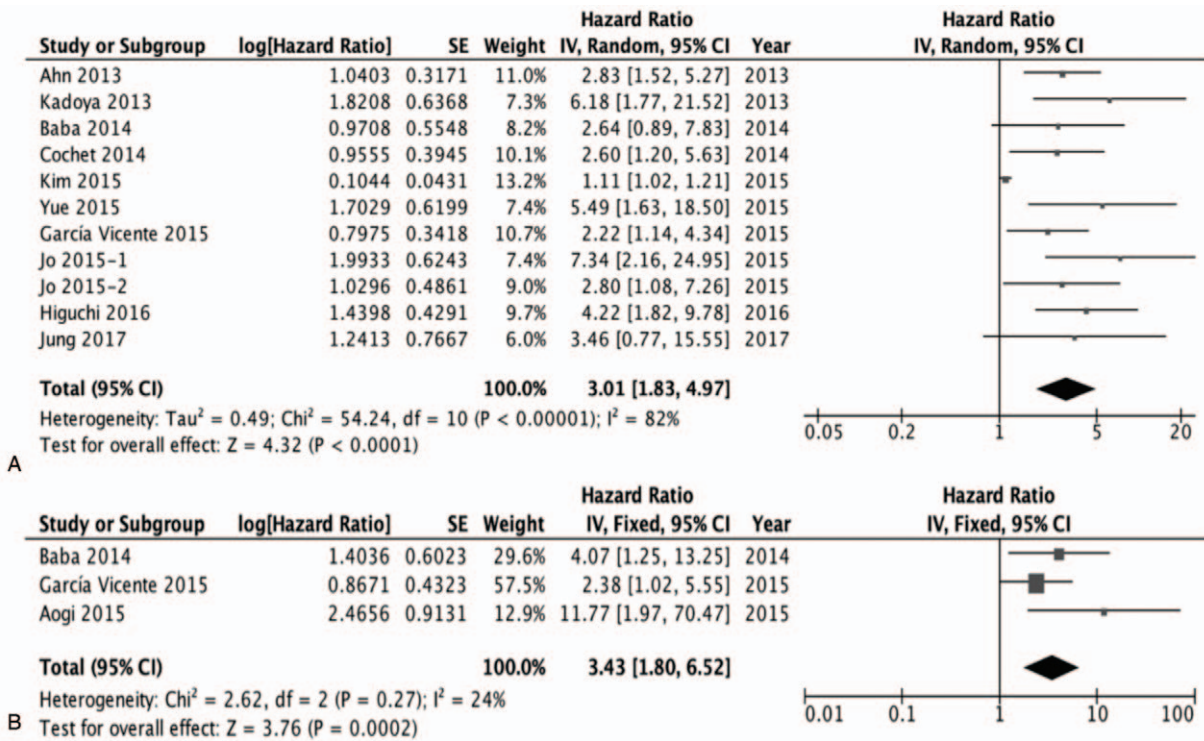 Hazard Ratio Hazard Ratio
Study or Subgroup log[Hazard Ratio] SE Weight IV, Random, 95% CI Year IV, Random, 95% CI
Ahn 2013 1.0403 0.3171 11.0% 2.83 [1.52, 5.27] 2013
Kadoya 2013 1.8208 0.6368 7.3% 6.18 [1.77, 21.52] 2013
Baba 2014 0.9708 0.5548 8.2% 2.64 [0.89, 7.83] 2014
Cochet 2014 0.9555 0.3945 10.1% 2.60 [1.20, 5.63] 2014
Kim 2015 0.1044 0.0431 13.2% 1.11 [1.02, 1.21] 2015
Yue 2015 1.7029 0.6199 7.4% 5.49 [1.63, 18.50] 2015
García Vicente 2015 0.7975 0.3418 10.7% 2.22 [1.14, 4.34] 2015
Jo 2015-1 1.9933 0.6243 7.4% 7.34 [2.16, 24.95] 2015
Jo 2015-2 1.0296 0.4861 9.0% 2.80 [1.08, 7.26] 2015
Higuchi 2016 1.4398 0.4291 9.7% 4.22 [1.82, 9.78] 2016
Jung 2017 1.2413 0.7667 6.0% 3.46 [0.77, 15.55] 2017
Total (95% CI) 100.0% 3.01 [1.83, 4.97]
Heterogeneity: Tau² = 0.49; Chi² = 54.24, df = 10 (P < 0.00001); I² = 82%
0.05 0.2 1 5 20
Test for overall effect: Z = 4.32 (P < 0.0001)
A
Hazard Ratio Hazard Ratio
Study or Subgroup log[Hazard Ratio] SE Weight IV, Fixed, 95% CI Year IV, Fixed, 95% CI
Baba 2014 1.4036 0.6023 29.6% 4.07 [1.25, 13.25] 2014
García Vicente 2015 0.8671 0.4323 57.5% 2.38 [1.02, 5.55] 2015
Aogi 2015 2.4656 0.9131 12.9% 11.77 [1.97, 70.47] 2015
Total (95% CI) 100.0% 3.43 [1.80, 6.52]
Heterogeneity: Chi² = 2.62, df = 2 (P = 0.27); I² = 24%
0.01 0.1 1 10 100
B
Test for overall effect: Z = 3.76 (P = 0.0002)